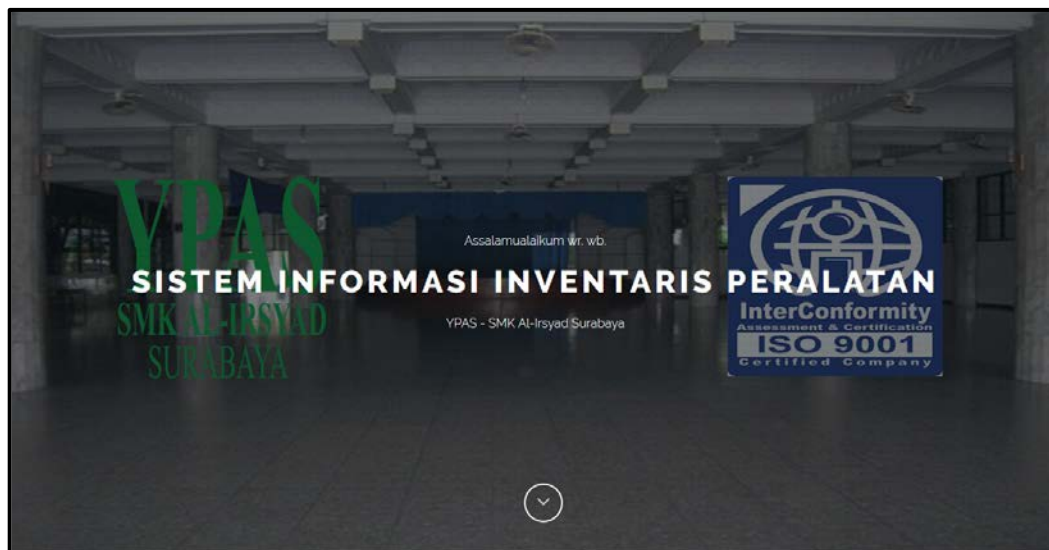 YPAS
SMK AL-IRSYAD
SURABAYA
Assalamualaikum wr. wb.
SISTEM INFORMASI INVENTARIS PERALATAN
YPAS - SMK Al-Irsyad Surabaya
InterConformity
Assessment & Certification
ISO 9001
Certified Company